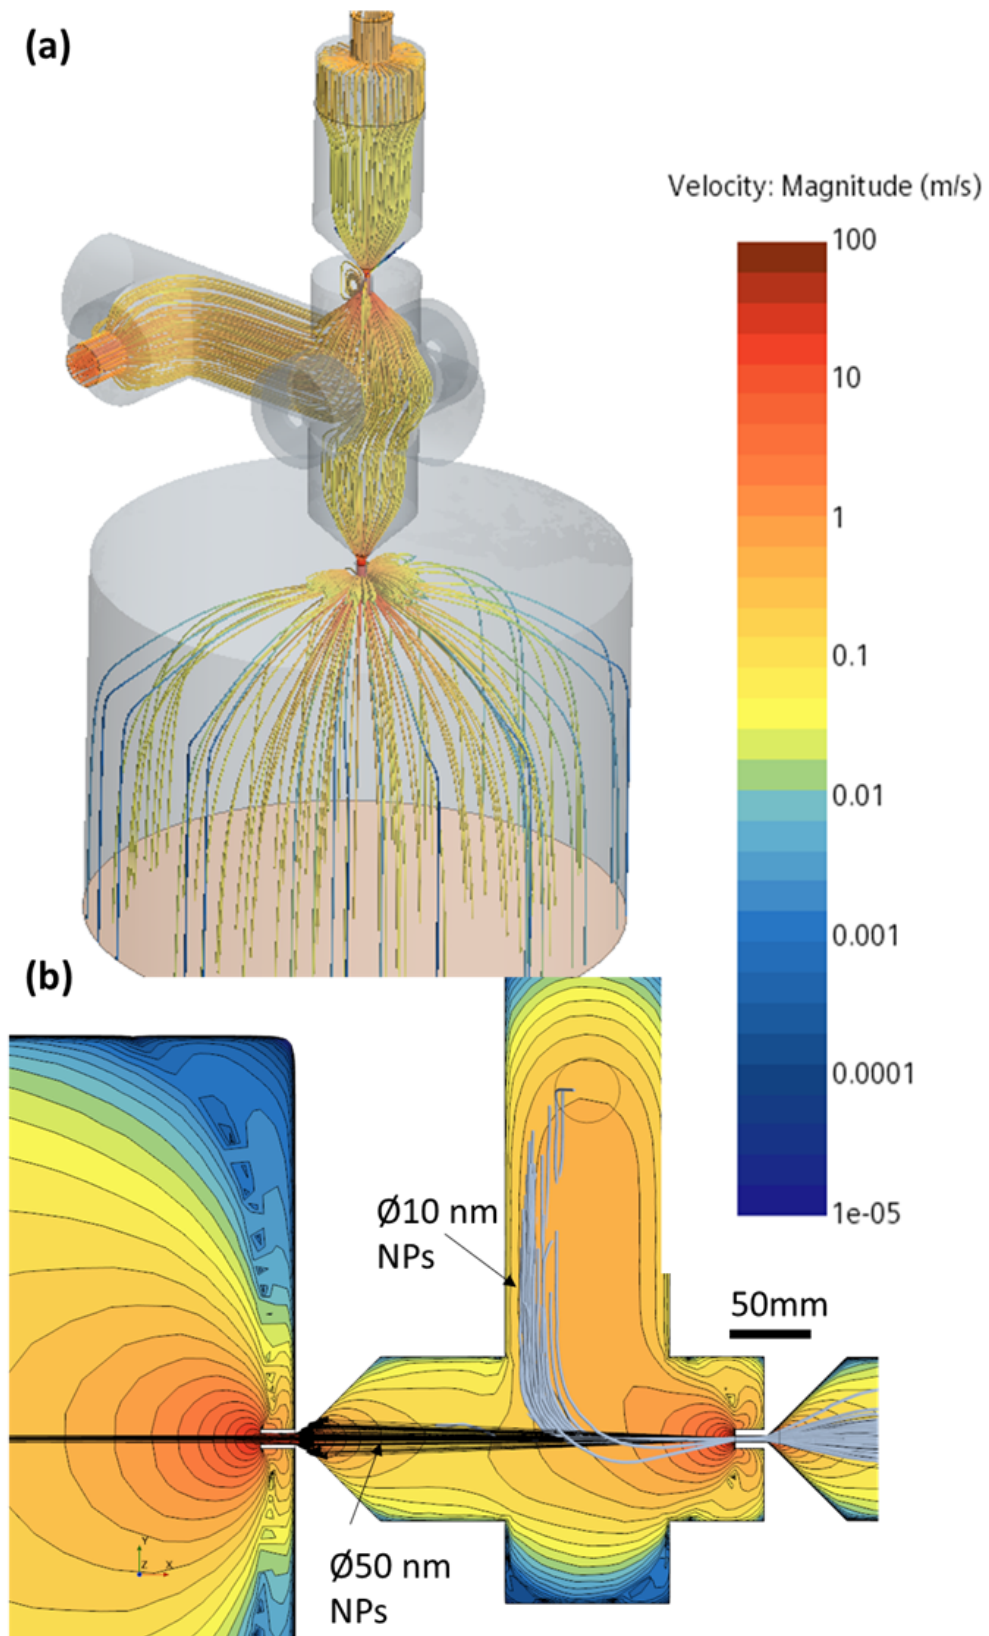 (a)
Velocity: Magnitude (m/s)
100
10
1
0.1
0.01
0.001
0.0001
1e-05
(b)
Ø10 nm
NPs
50mm
Ø50 nm
NPs
Y
Z X